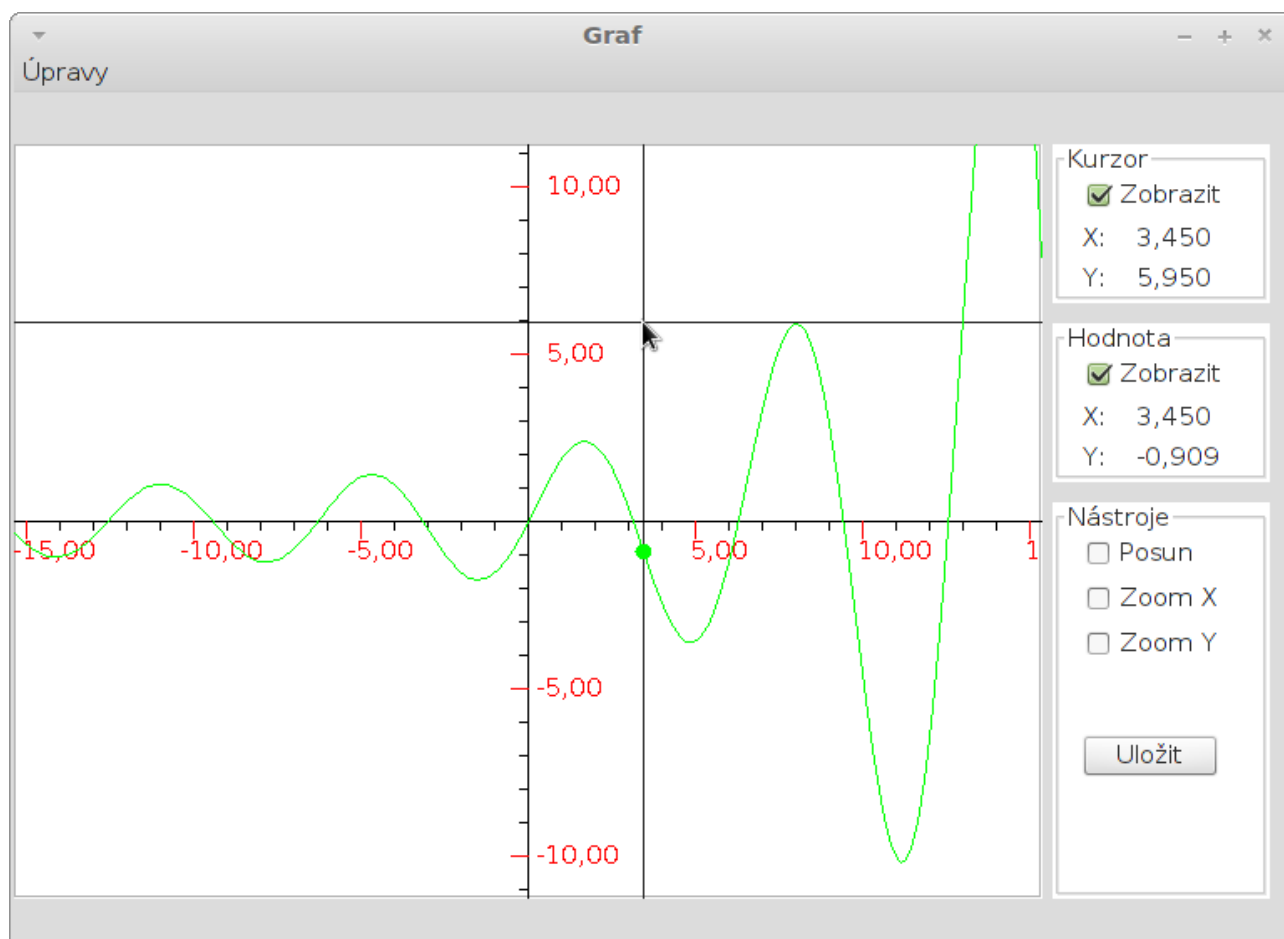 Graf
Úpravy
10,00
5,00
-15,00 -10,00 -5,00 5,00 10,00 1
-5,00
-10,00
Kurzor
Zobrazit
X: 3,450
Y: 5,950
Hodnota
Zobrazit
X: 3,450
Y: -0,909
Nástroje
Posun
Zoom X
Zoom Y
Uložit